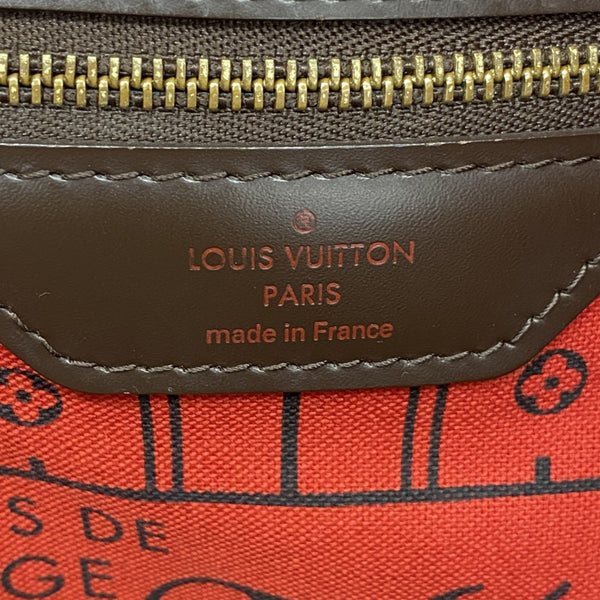 ®
LOUIS VUITTON
PARIS
made in France
S DE
GE